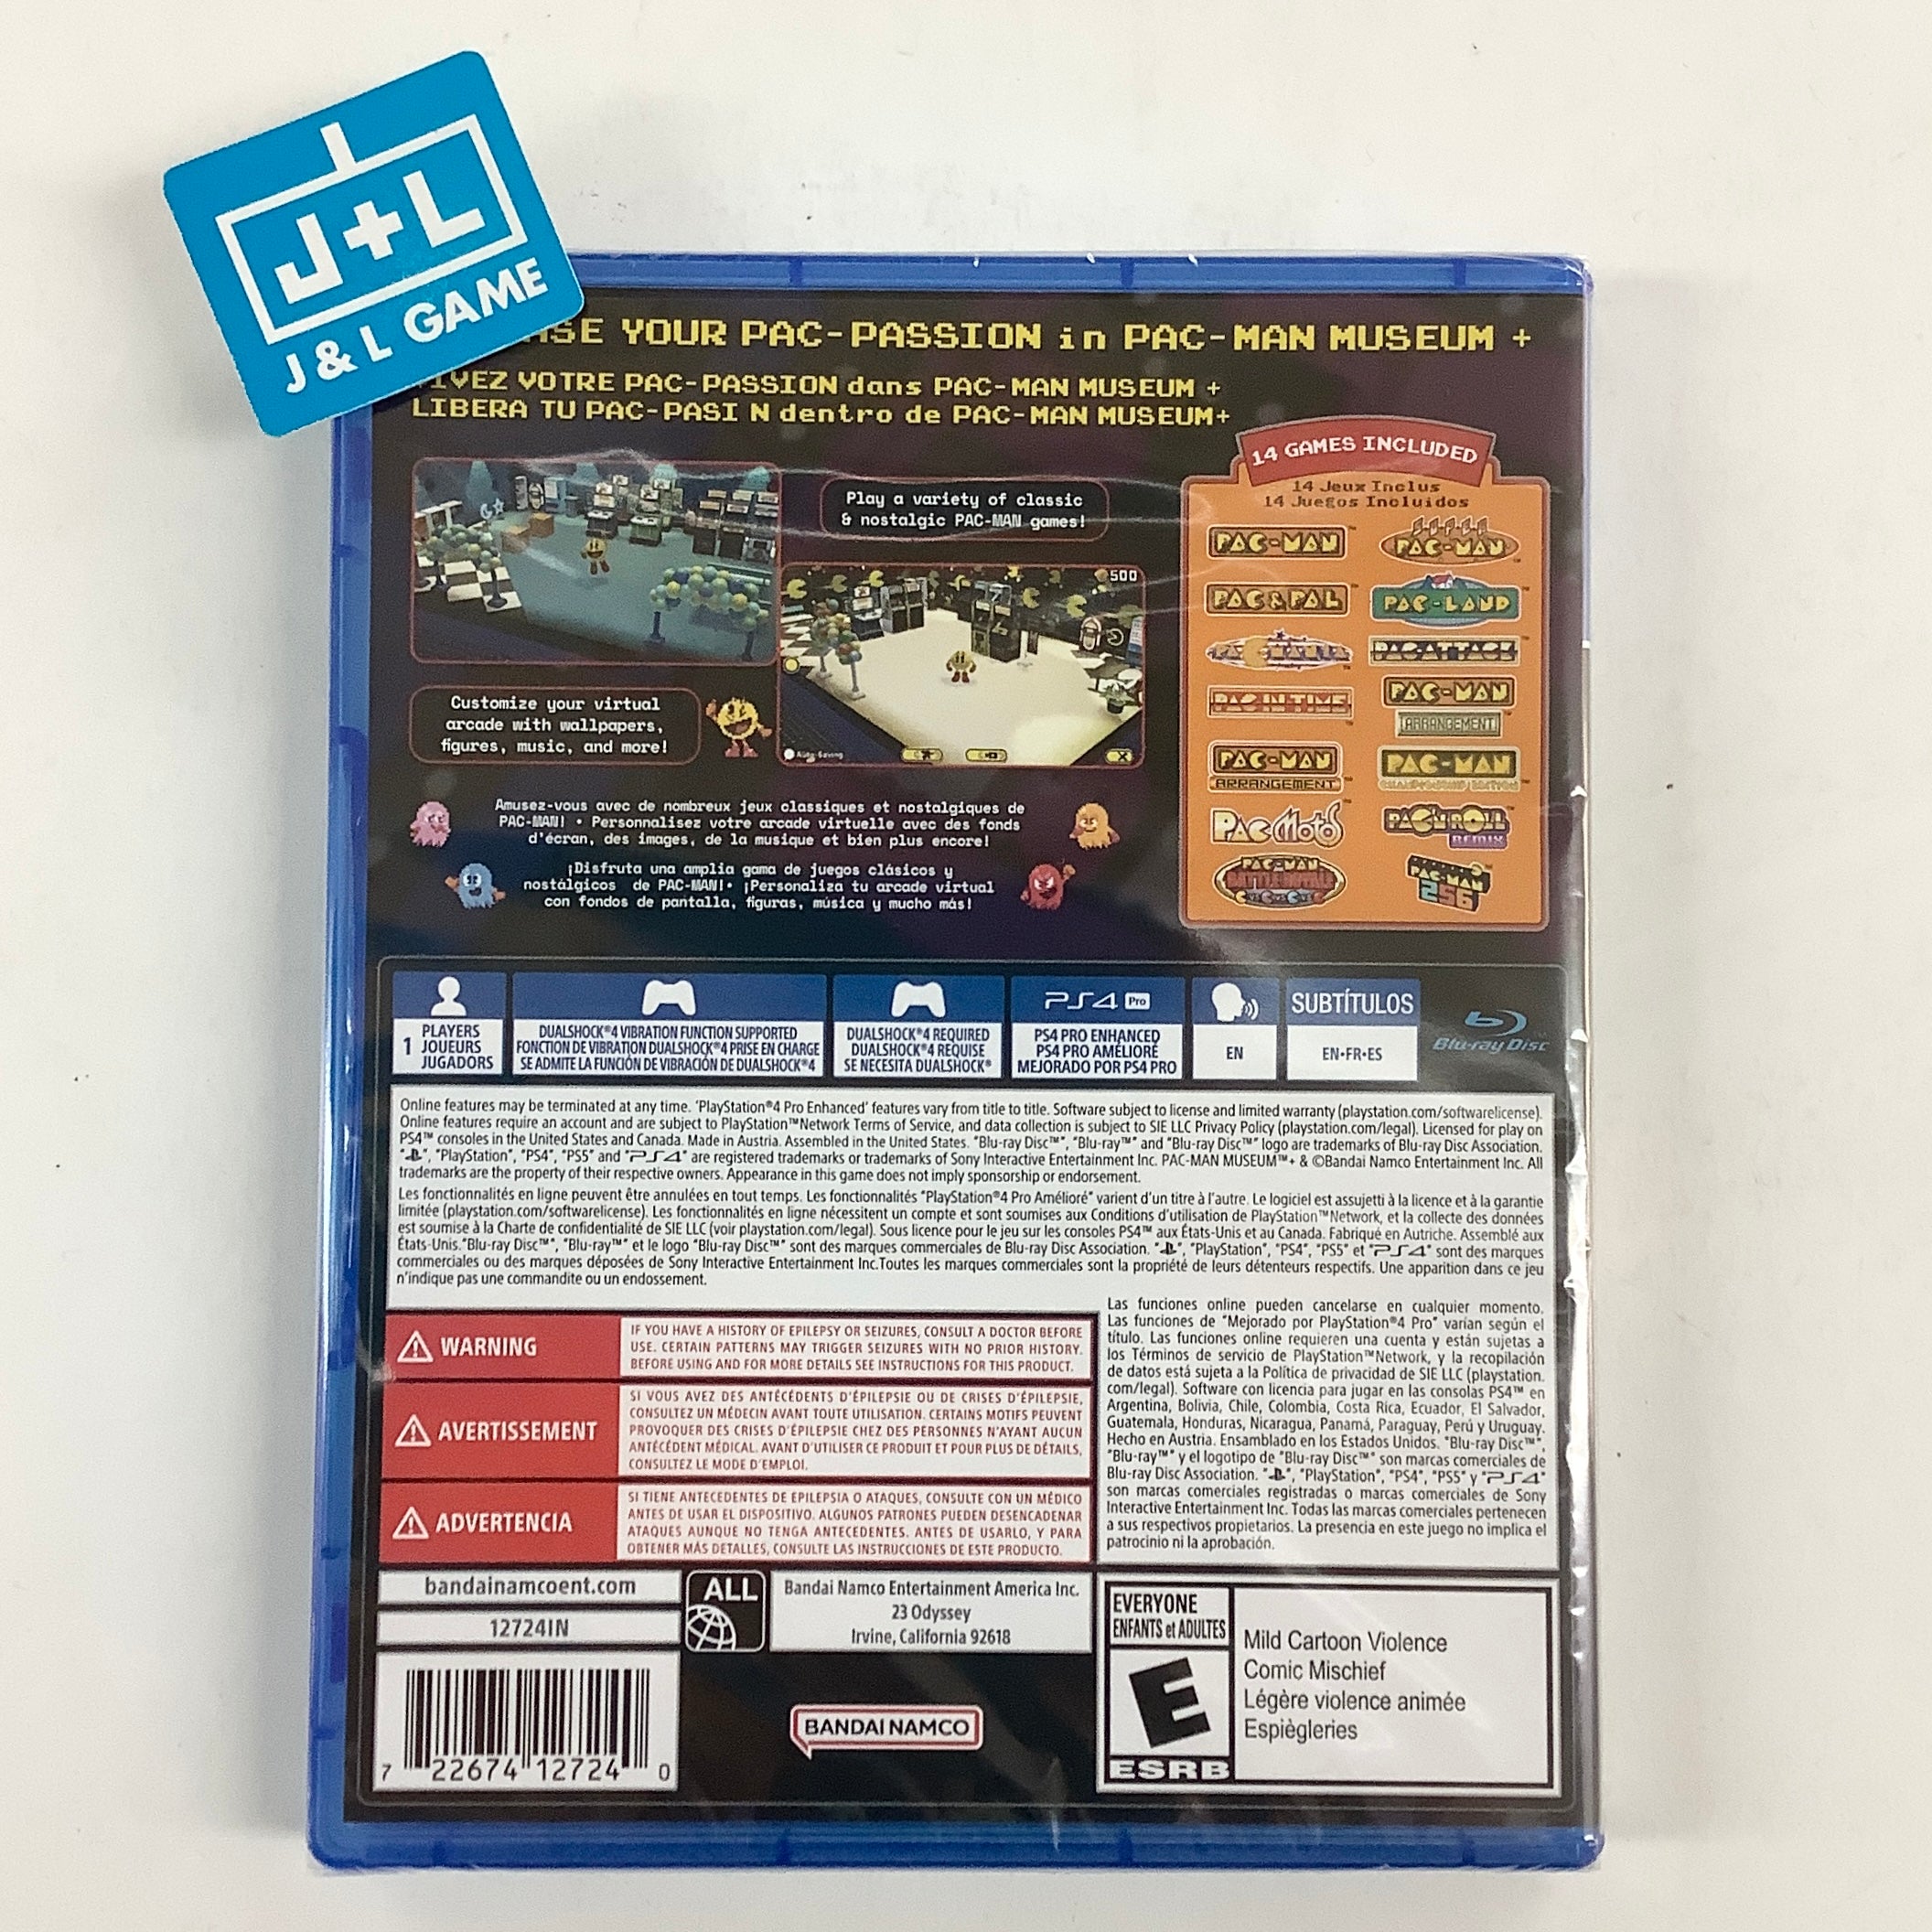 J+L
J & L GAME
YOUR PAC-PASSION in PAC-MAN MUSEUM +
VOTRE PAC-PASSION dans PAC-MAN MUSEUM +
LIBERA TU PAC-PASI N dentro de PAC-MAN MUSEUM+
Play a variety of classic
& nostalgic PAC-MAN games!
500
Customize your virtual
arcade with wallpapers,
figures, music, and more!
Auto-Saving
14 GAMES INCLUDED
14 Jeux Inclus
14 Juegos Incluidos
PAC-MAN
SUPER PAC-MAN
PAC & PAL
PAC-LAND
PAC-MANIA
PAC-ATTACK
PAC IN TIME
PAC-MAN
ARRANGEMENT
PAC-MAN
ARRANGEMENT
PAC-MAN
CHAMPIONSHIP EDITION
PAC MOTOS
PAC'N ROLL
REMIX
PAC-MAN
BATTLE ROYALE
PAC-MAN
256
Amusez-vous avec de nombreux jeux classiques et nostalgiques de
PAC-MAN! • Personnalisez votre arcade virtuelle avec des fonds
d'écran, des images, de la musique et bien plus encore!
¡Disfruta una amplia gama de juegos clásicos y
nostálgicos de PAC-MAN!• ¡Personaliza tu arcade virtual
con fondos de pantalla, figuras, música y mucho más!
1 PLAYERS
JOUEURS
JUGADORS
DUALSHOCK®4 VIBRATION FUNCTION SUPPORTED
FONCTION DE VIBRATION DUALSHOCK®4 PRISE EN CHARGE
SE ADMITE LA FUNCIÓN DE VIBRACIÓN DE DUALSHOCK®4
DUALSHOCK®4 REQUIRED
DUALSHOCK®4 REQUISE
SE NECESITA DUALSHOCK®
PS4 Pro
PS4 PRO ENHANCED
PS4 PRO AMÉLIORÉ
MEJORADO POR PS4 PRO
EN
SUBTÍTULOS
EN•FR•ES
Blu-ray Disc
Online features may be terminated at any time. "PlayStation®4 Pro Enhanced' features vary from title to title. Software subject to license and limited warranty (playstation.com/softwarelicense).
Online features require an account and are subject to PlayStation™Network Terms of Service, and data collection is subject to SIE LLC Privacy Policy (playstation.com/legal). Licensed for play on
PS4™ consoles in the United States and Canada. Made in Austria. Assembled in the United States. "Blu-ray Disc™", "Blu-ray™" and "Blu-ray Disc™" logo are trademarks of Blu-ray Disc Association.
"", "PlayStation", "PS4", "PS5" and "PS4" are registered trademarks or trademarks of Sony Interactive Entertainment Inc. PAC-MAN MUSEUM™+ & ©Bandai Namco Entertainment Inc. All
trademarks are the property of their respective owners. Appearance in this game does not imply sponsorship or endorsement.
Les fonctionnalités en ligne peuvent être annulées en tout temps. Les fonctionnalités "PlayStation®4 Pro Amélioré" varient d'un titre à l'autre. Le logiciel est assujetti à la licence et à la garantie
limitée (playstation.com/softwarelicense). Les fonctionnalités en ligne nécessitent un compte et sont soumises aux Conditions d'utilisation de PlayStation™Network, et la collecte des données
est soumise à la Charte de confidentialité de SIE LLC (voir playstation.com/legal). Sous licence pour le jeu sur les consoles PS4™ aux États-Unis et au Canada. Fabriqué en Autriche. Assemblé aux
États-Unis."Blu-ray Disc™", "Blu-ray™" et le logo "Blu-ray Disc™" sont des marques commerciales de Blu-ray Disc Association. "", "PlayStation", "PS4", "PS5" et "PS4" sont des marques
commerciales ou des marques déposées de Sony Interactive Entertainment Inc.Toutes les marques commerciales sont la propriété de leurs détenteurs respectifs. Une apparition dans ce jeu
n'indique pas une commandite ou un endossement.
Las funciones online pueden cancelarse en cualquier momento.
Las funciones de "Mejorado por PlayStation®4 Pro" varían según el
título. Las funciones online requieren una cuenta y están sujetas a
los Términos de servicio de PlayStation™Network, y la recopilación
de datos está sujeta a la Política de privacidad de SIE LLC (playstation.
com/legal). Software con licencia para jugar en las consolas PS4™ en
Argentina, Bolivia, Chile, Colombia, Costa Rica, Ecuador, El Salvador,
Guatemala, Honduras, Nicaragua, Panamá, Paraguay, Perú y Uruguay.
Hecho en Austria. Ensamblado en los Estados Unidos. "Blu-ray Disc™",
"Blu-ray™" y el logotipo de "Blu-ray Disc™" son marcas comerciales de
Blu-ray Disc Association. "", "PlayStation", "PS4", "PS5" y "PS4"
son marcas comerciales registradas o marcas comerciales de Sony
Interactive Entertainment Inc. Todas las marcas comerciales pertenecen
a sus respectivos propietarios. La presencia en este juego no implica el
patrocinio ni la aprobación.
WARNING
IF YOU HAVE A HISTORY OF EPILEPSY OR SEIZURES, CONSULT A DOCTOR BEFORE
USE. CERTAIN PATTERNS MAY TRIGGER SEIZURES WITH NO PRIOR HISTORY.
BEFORE USING AND FOR MORE DETAILS SEE INSTRUCTIONS FOR THIS PRODUCT.
AVERTISSEMENT
SI VOUS AVEZ DES ANTÉCÉDENTS D'ÉPILEPSIE OU DE CRISES D'ÉPILEPSIE,
CONSULTEZ UN MÉDECIN AVANT TOUTE UTILISATION. CERTAINS MOTIFS PEUVENT
PROVOQUER DES CRISES D'ÉPILEPSIE CHEZ DES PERSONNES N'AYANT AUCUN
ANTÉCÉDENT MÉDICAL. AVANT D'UTILISER CE PRODUIT ET POUR PLUS DE DÉTAILS,
CONSULTEZ LE MODE D'EMPLOI.
ADVERTENCIA
SI TIENE ANTECEDENTES DE EPILEPSIA O ATAQUES, CONSULTE CON UN MÉDICO
ANTES DE USAR EL DISPOSITIVO. ALGUNOS PATRONES PUEDEN DESENCADENAR
ATAQUES AUNQUE NO TENGA ANTECEDENTES. ANTES DE USARLO, Y PARA
OBTENER MÁS DETALLES, CONSULTE LAS INSTRUCCIONES DE ESTE PRODUCTO.
bandainamcoent.com
12724IN
ALL
Bandai Namco Entertainment America Inc.
23 Odyssey
Irvine, California 92618
7 22674 12724 0
BANDAI NAMCO
EVERYONE
ENFANTS et ADULTES
E
ESRB
Mild Cartoon Violence
Comic Mischief
Légère violence animée
Espiègleries